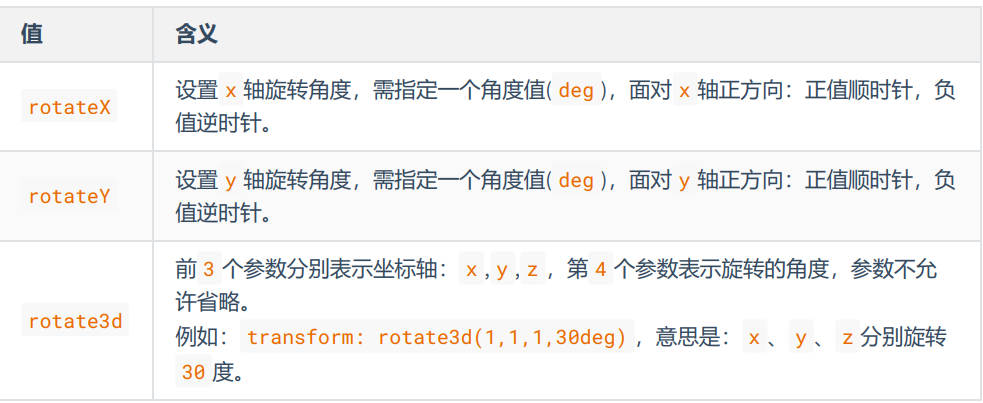 值
含义
rotateX
设置 x 轴旋转角度，需指定一个角度值( deg )，面对 x 轴正方向：正值顺时针，负
值逆时针。
rotateY
设置 y 轴旋转角度，需指定一个角度值( deg )，面对 y 轴正方向：正值顺时针，负
值逆时针。
rotate3d
前 3 个参数分别表示坐标轴： x , y , z ，第 4 个参数表示旋转的角度，参数不允
许省略。
例如： transform: rotate3d(1,1,1,30deg) ，意思是： x 、 y 、 z 分别旋转
30 度。